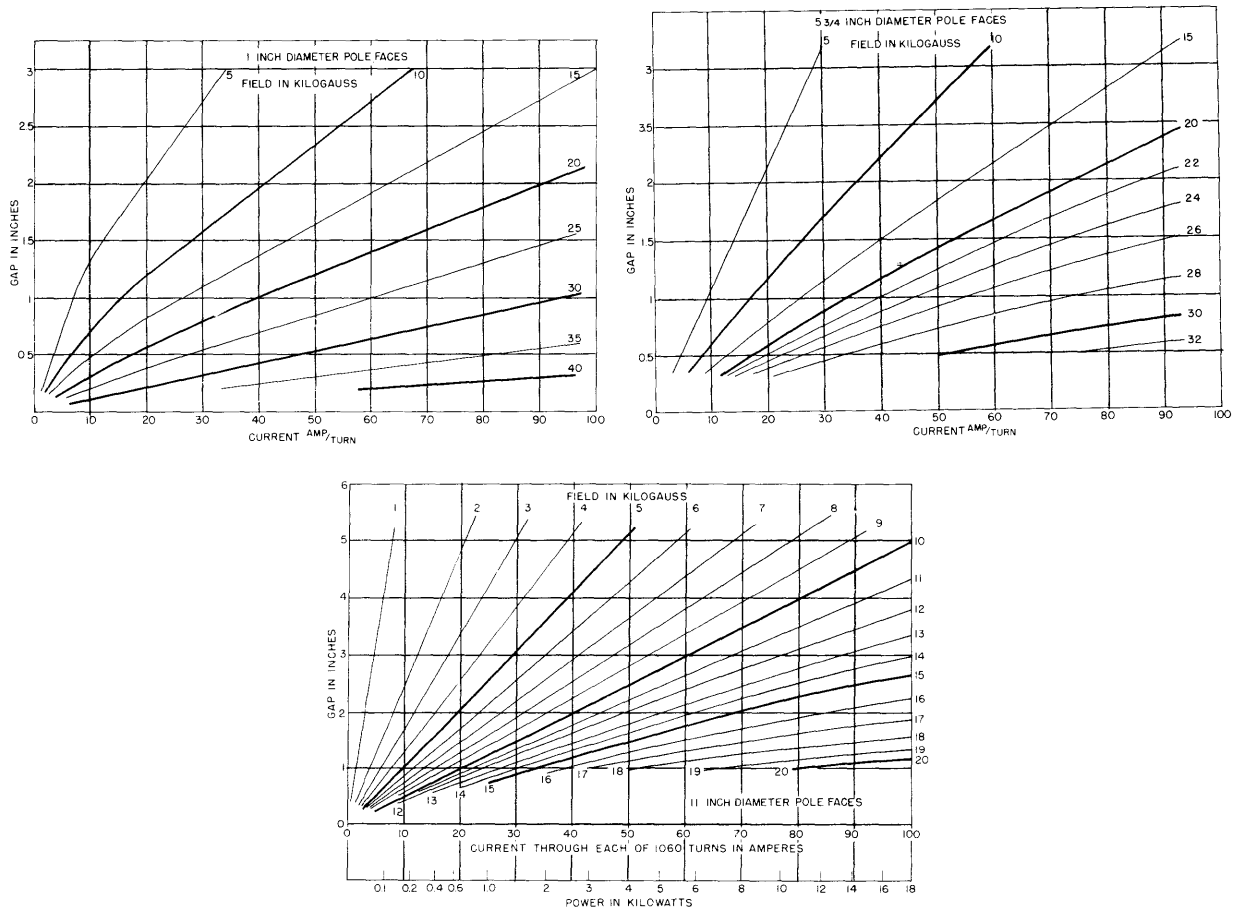 1 INCH DIAMETER POLE FACES
FIELD IN KILOGAUSS
5 10 15
20
25
30
35
40
3
2.5
2
1.5
1
0.5
0
GAP IN INCHES
0 10 20 30 40 50 60 70 80 90 100
CURRENT AMP/TURN
5 3/4 INCH DIAMETER POLE FACES
FIELD IN KILOGAUSS
5 10 15
20
22
24
26
28
30
32
3
3.5
2
1.5
1
0.5
0
GAP IN INCHES
0 10 20 30 40 50 60 70 80 90 100
CURRENT AMP/TURN
FIELD IN KILOGAUSS
1 2 3 4 5 6 7 8 9
10
11
12
13
14
15
16
17
18
19
20
12 13 14 15 16 17 18 19 20
6
5
4
3
2
1
0
GAP IN INCHES
11 INCH DIAMETER POLE FACES
0 10 20 30 40 50 60 70 80 90 100
CURRENT THROUGH EACH OF 1060 TURNS IN AMPERES
0.1 0.2 0.4 0.6 1.0 2 3 4 5 6 8 10 12 14 16 18
POWER IN KILOWATTS